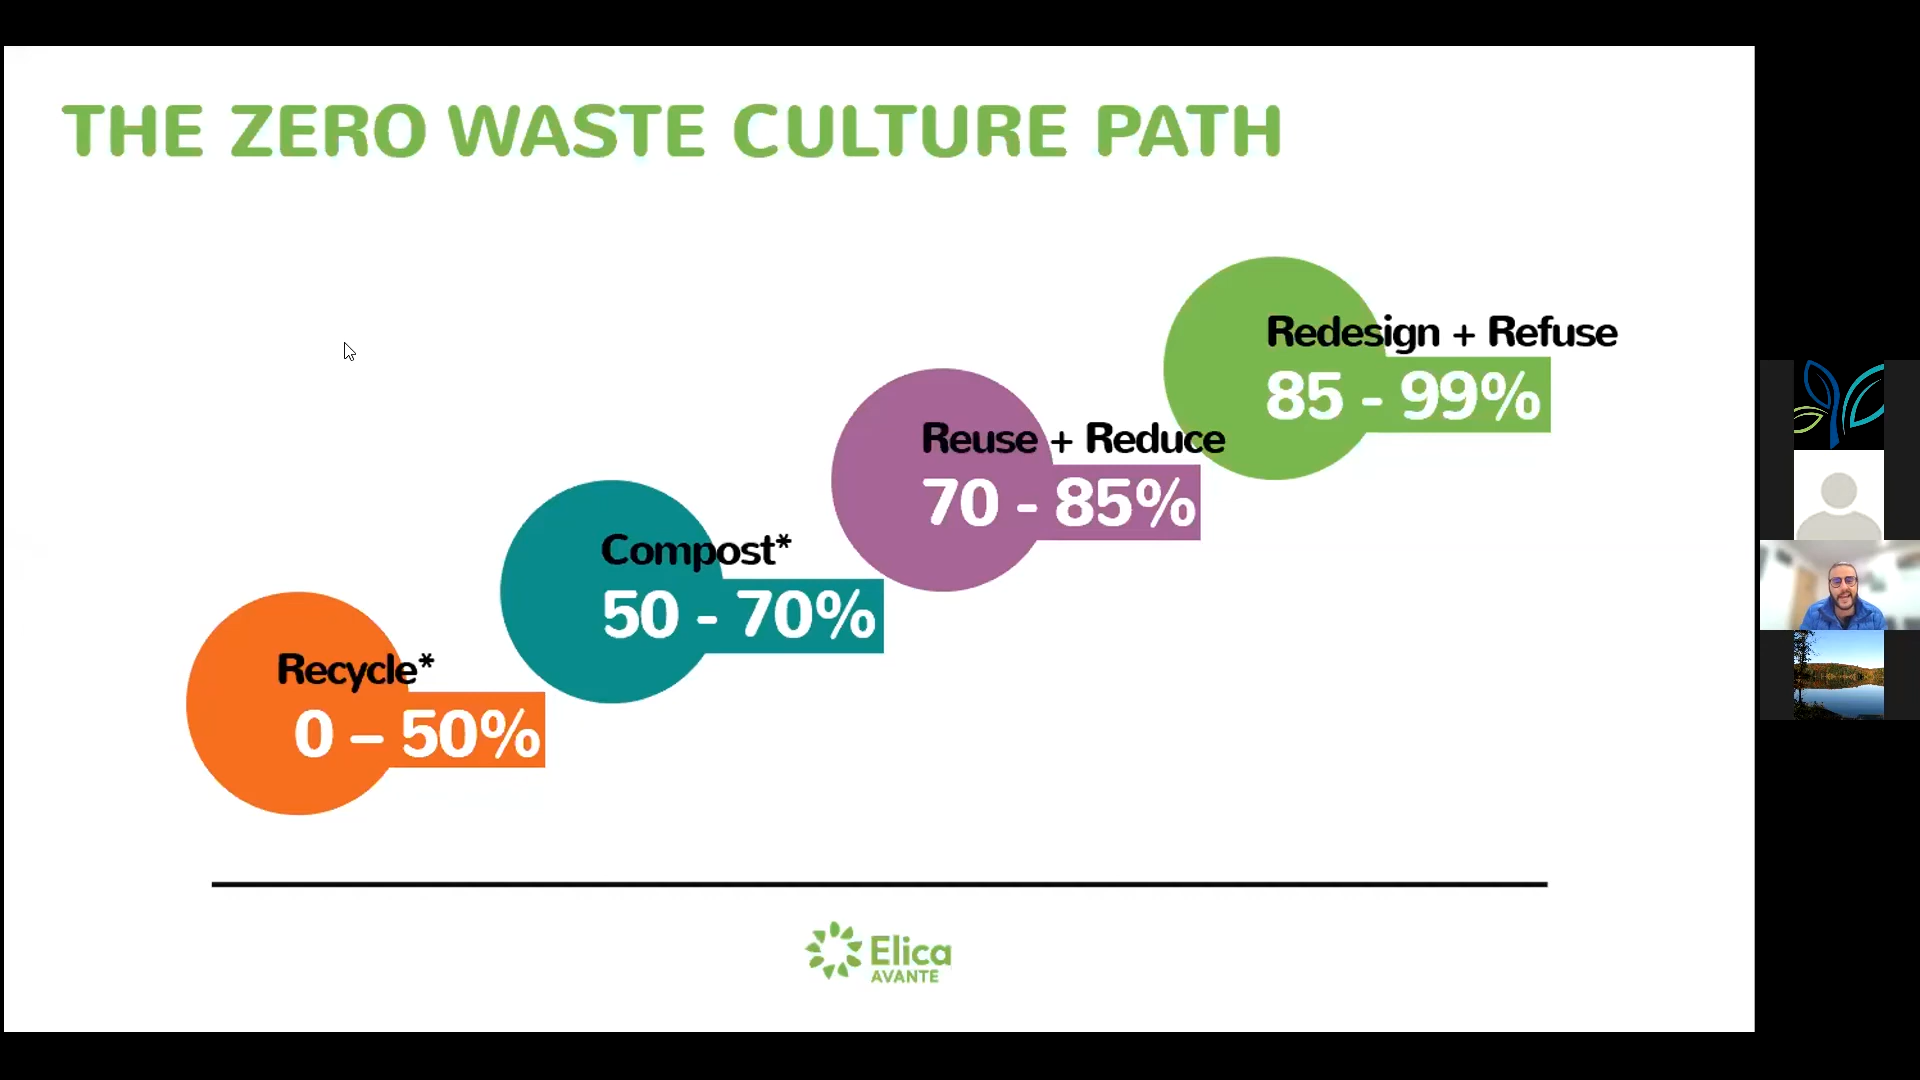 THE ZERO WASTE CULTURE PATH
Redesign + Refuse
85 - 99%
Reuse + Reduce
70 - 85%
Compost*
50 - 70%
Recycle*
0 – 50%
Elica
AVANTE